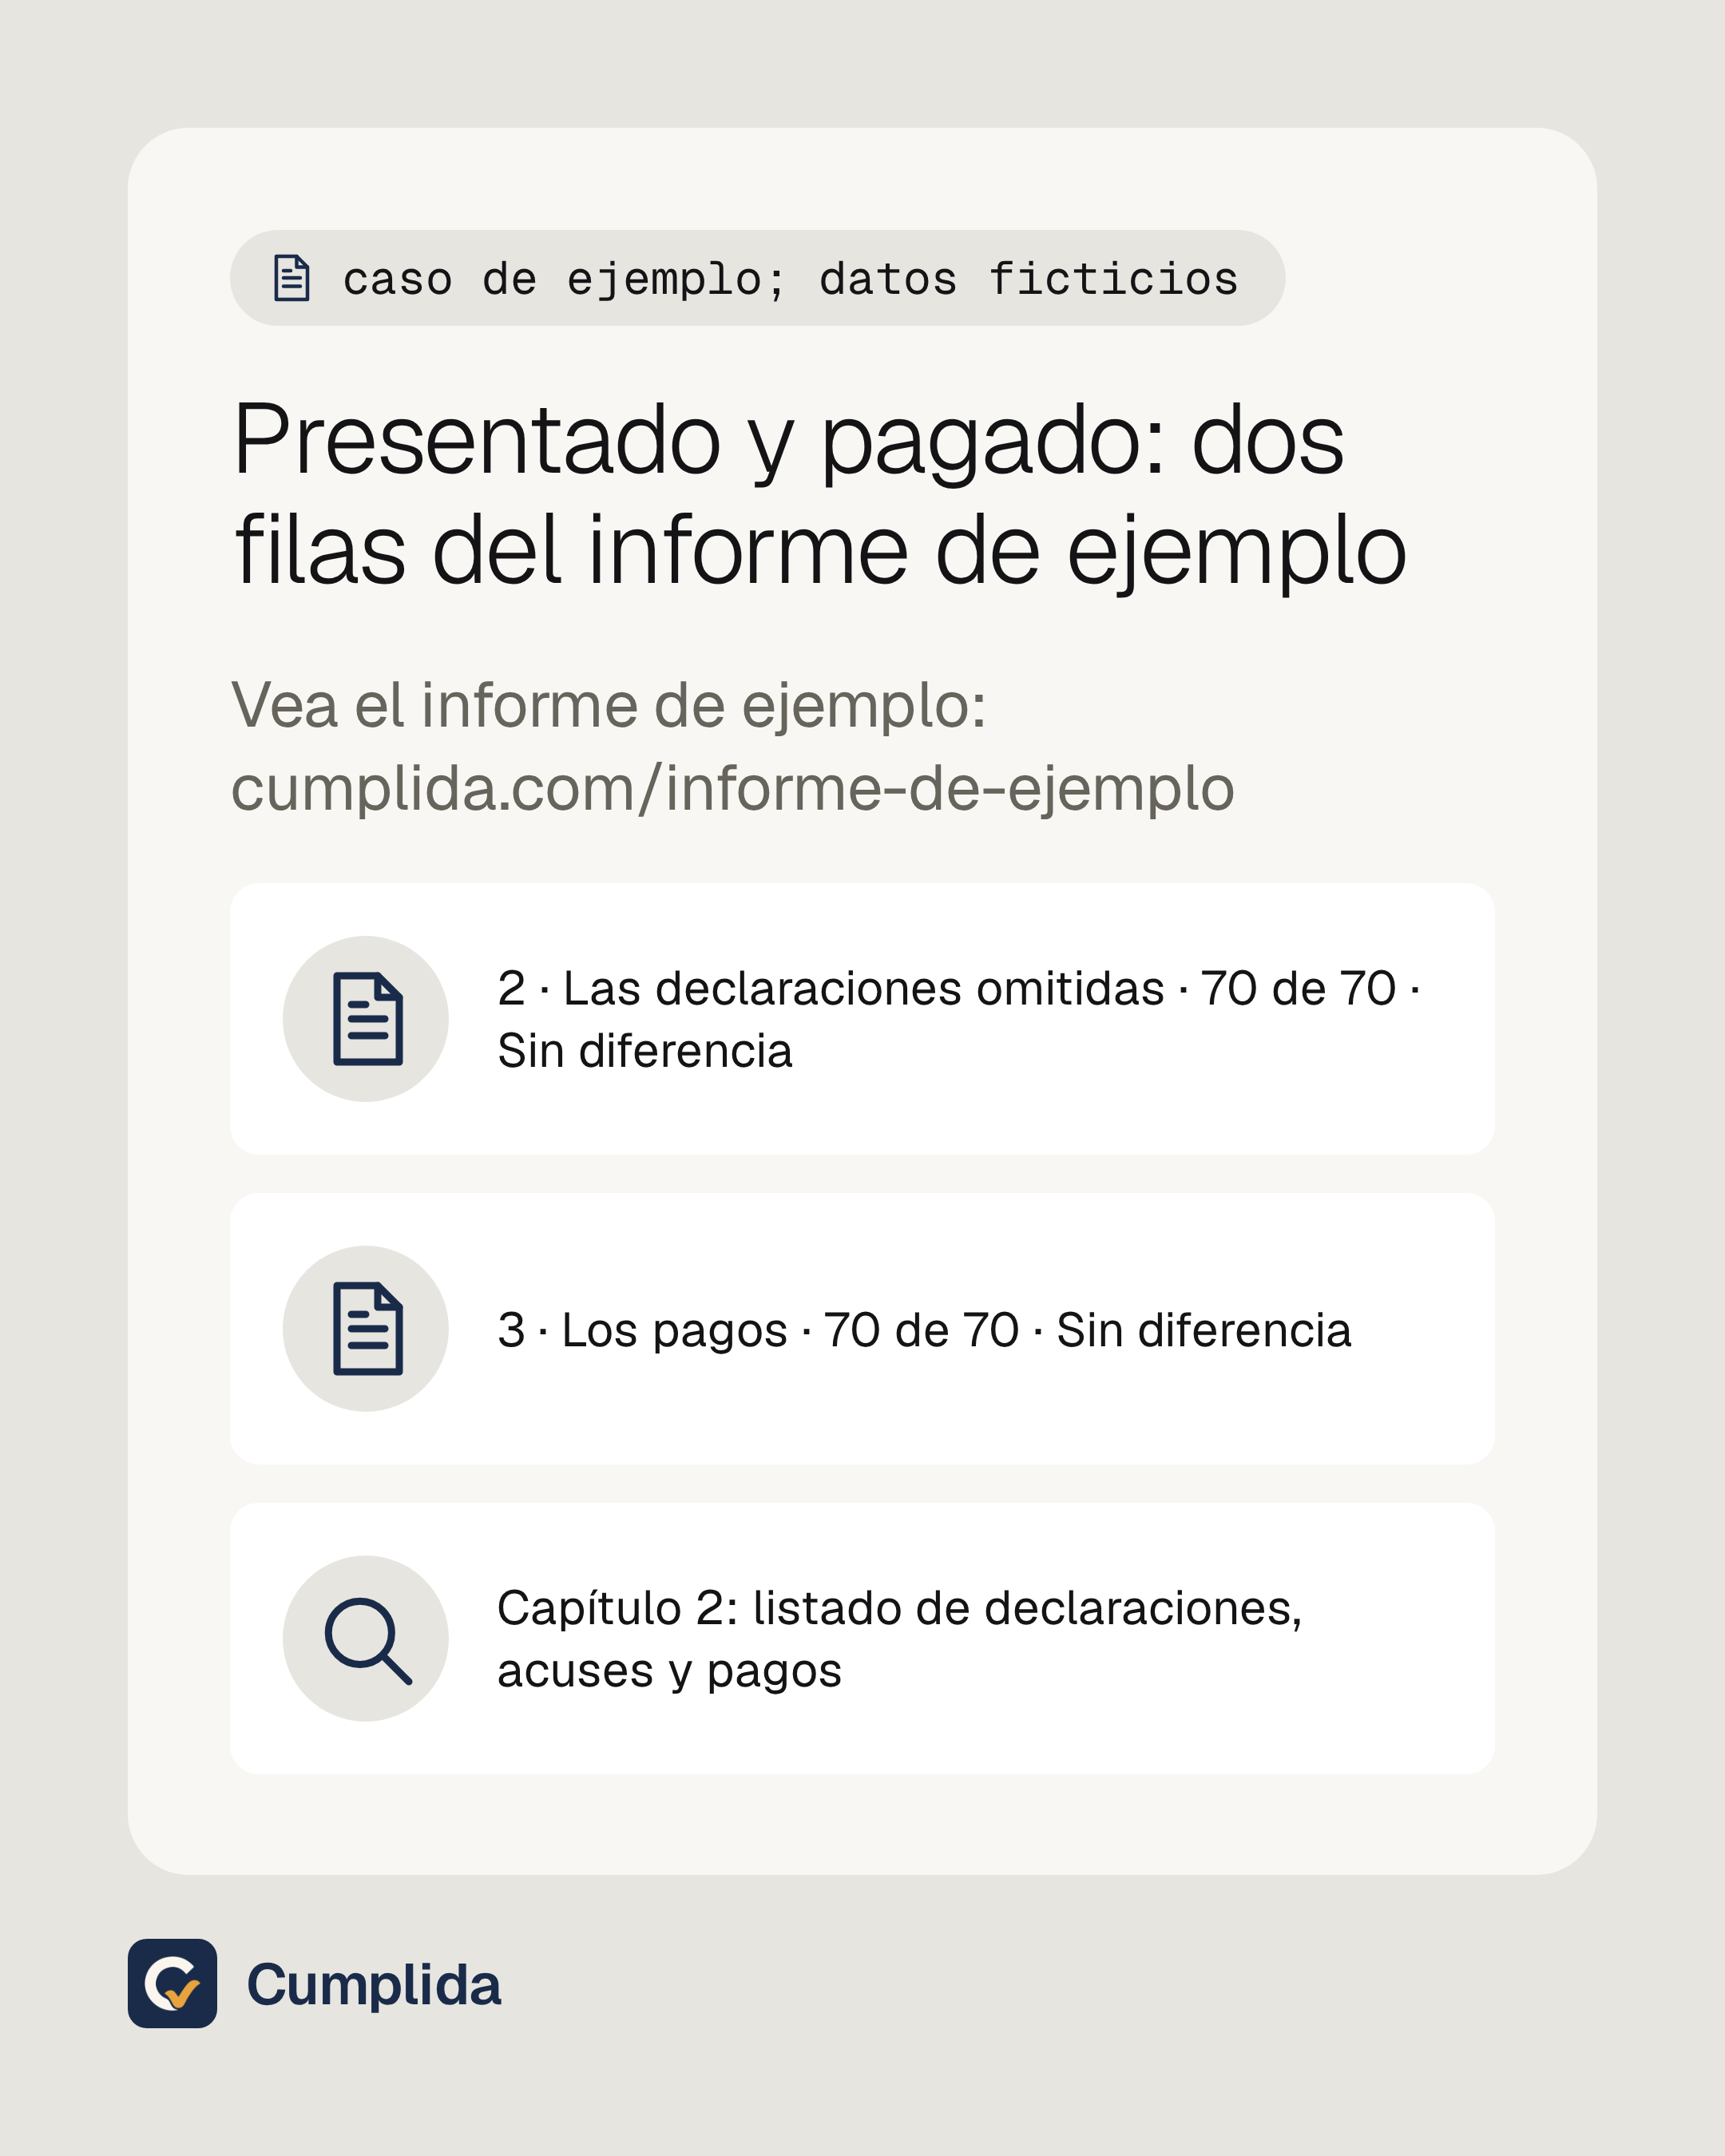 caso de ejemplo; datos ficticios
Presentado y pagado: dos
filas del informe de ejemplo
Vea el informe de ejemplo:
cumplida.com/informe-de-ejemplo
2 · Las declaraciones omitidas · 70 de 70 ·
Sin diferencia
3 · Los pagos · 70 de 70 · Sin diferencia
Capítulo 2: listado de declaraciones,
acuses y pagos
Cumplida